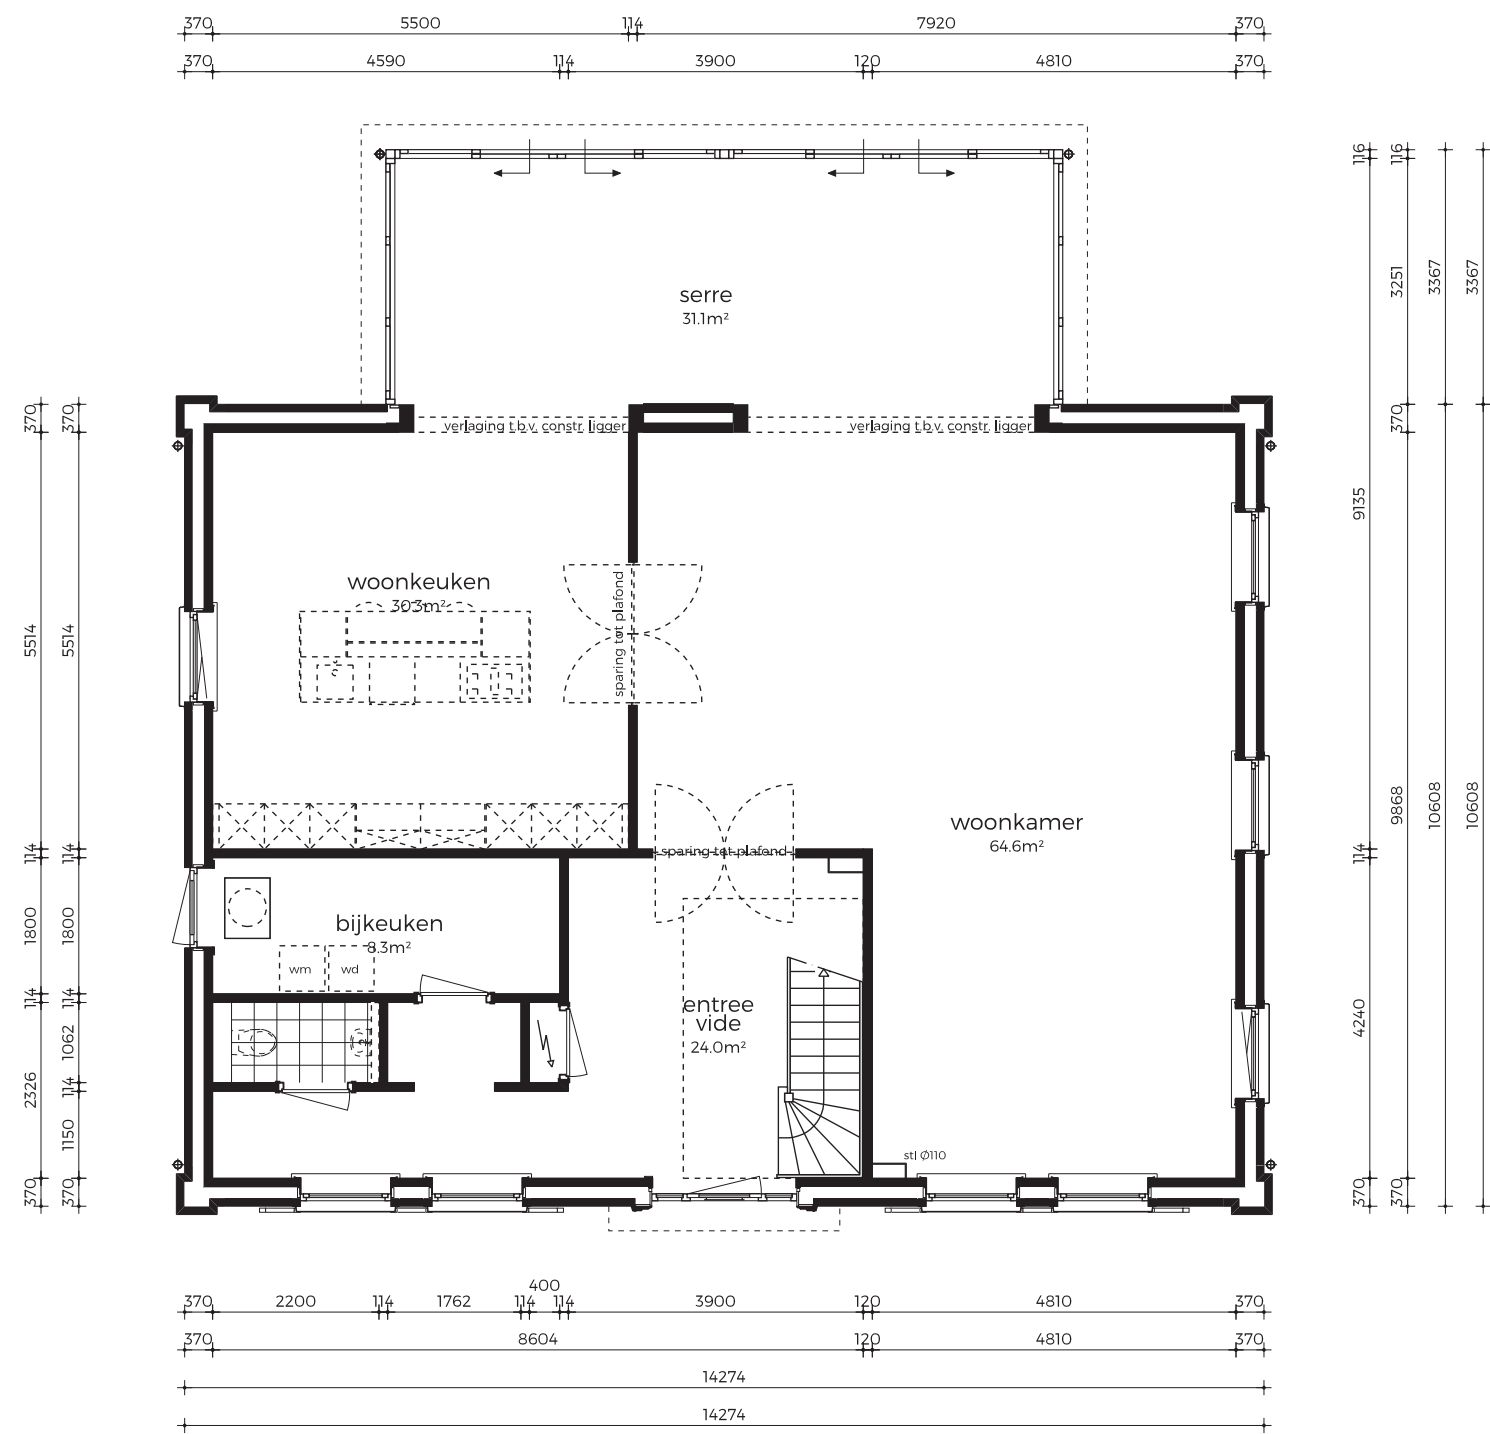 370 5500 114 7920 370
370 4590 114 3900 120 4810 370
serre
31.1m²
verlaging t.b.v. constr. ligger
verlaging t.b.v. constr. ligger
woonkeuken
30.3m²
sparing tot plafond
woonkamer
64.6m²
sparing tot plafond
bijkeuken
8.3m²
wm wd
entree
vide
24.0m²
stl Ø110
370 5514 114 1800 114 2326 370
370 5514 114 1800 114 1062 114 1150 370
116 9135 114 4240 370
116 3251 370 9868 370
3367 10608
3367 10608
400
370 2200 114 1762 114 114 3900 120 4810 370
370 8604 120 4810 370
14274
14274